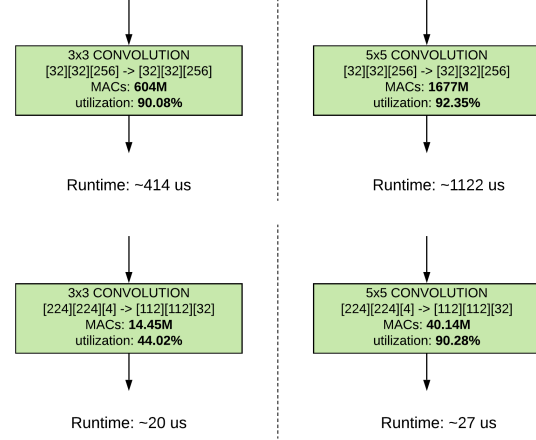 3x3 CONVOLUTION
[32][32][256] -> [32][32][256]
MACs: 604M
utilization: 90.08%
Runtime: ~414 us
5x5 CONVOLUTION
[32][32][256] -> [32][32][256]
MACs: 1677M
utilization: 92.35%
Runtime: ~1122 us
3x3 CONVOLUTION
[224][224][4] -> [112][112][32]
MACs: 14.45M
utilization: 44.02%
Runtime: ~20 us
5x5 CONVOLUTION
[224][224][4] -> [112][112][32]
MACs: 40.14M
utilization: 90.28%
Runtime: ~27 us